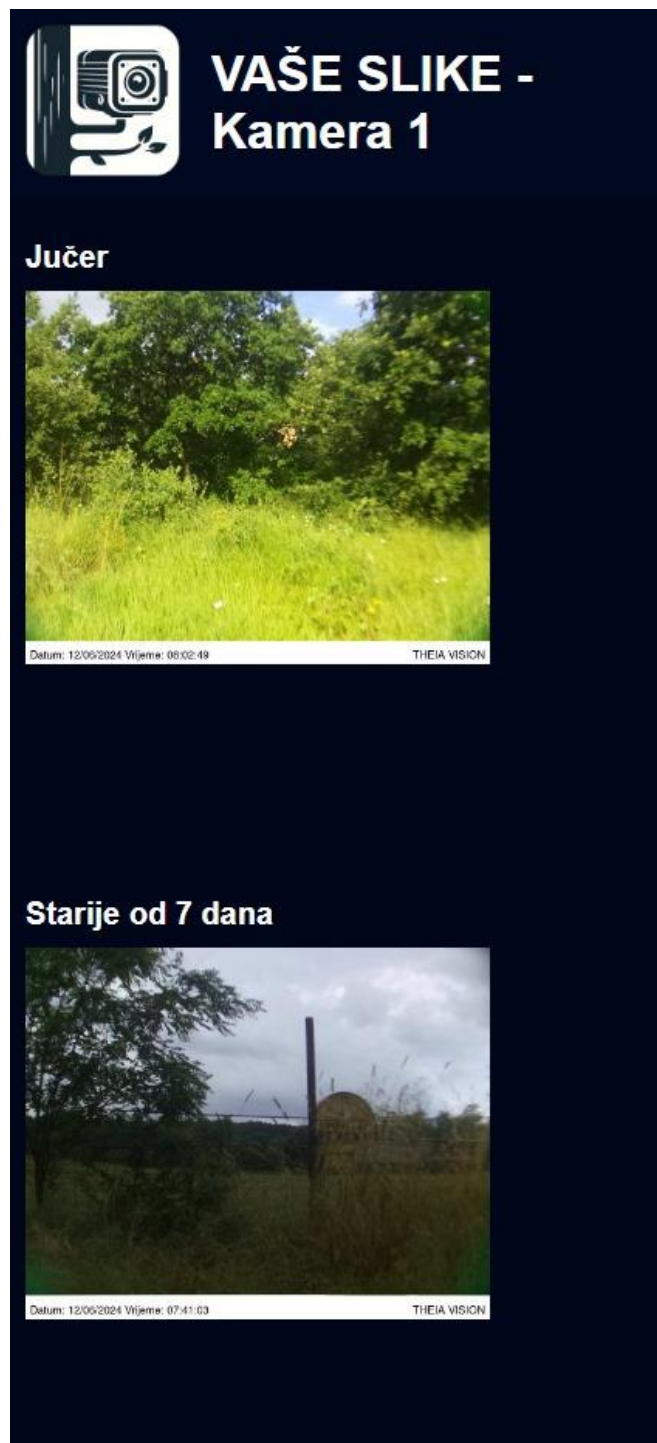 VAŠE SLIKE -
Kamera 1
Jučer
Datum: 12/06/2024 Vrijeme: 08:02:49
THEIA VISION
Starije od 7 dana
Datum: 12/06/2024 Vrijeme: 07:41:03
THEIA VISION